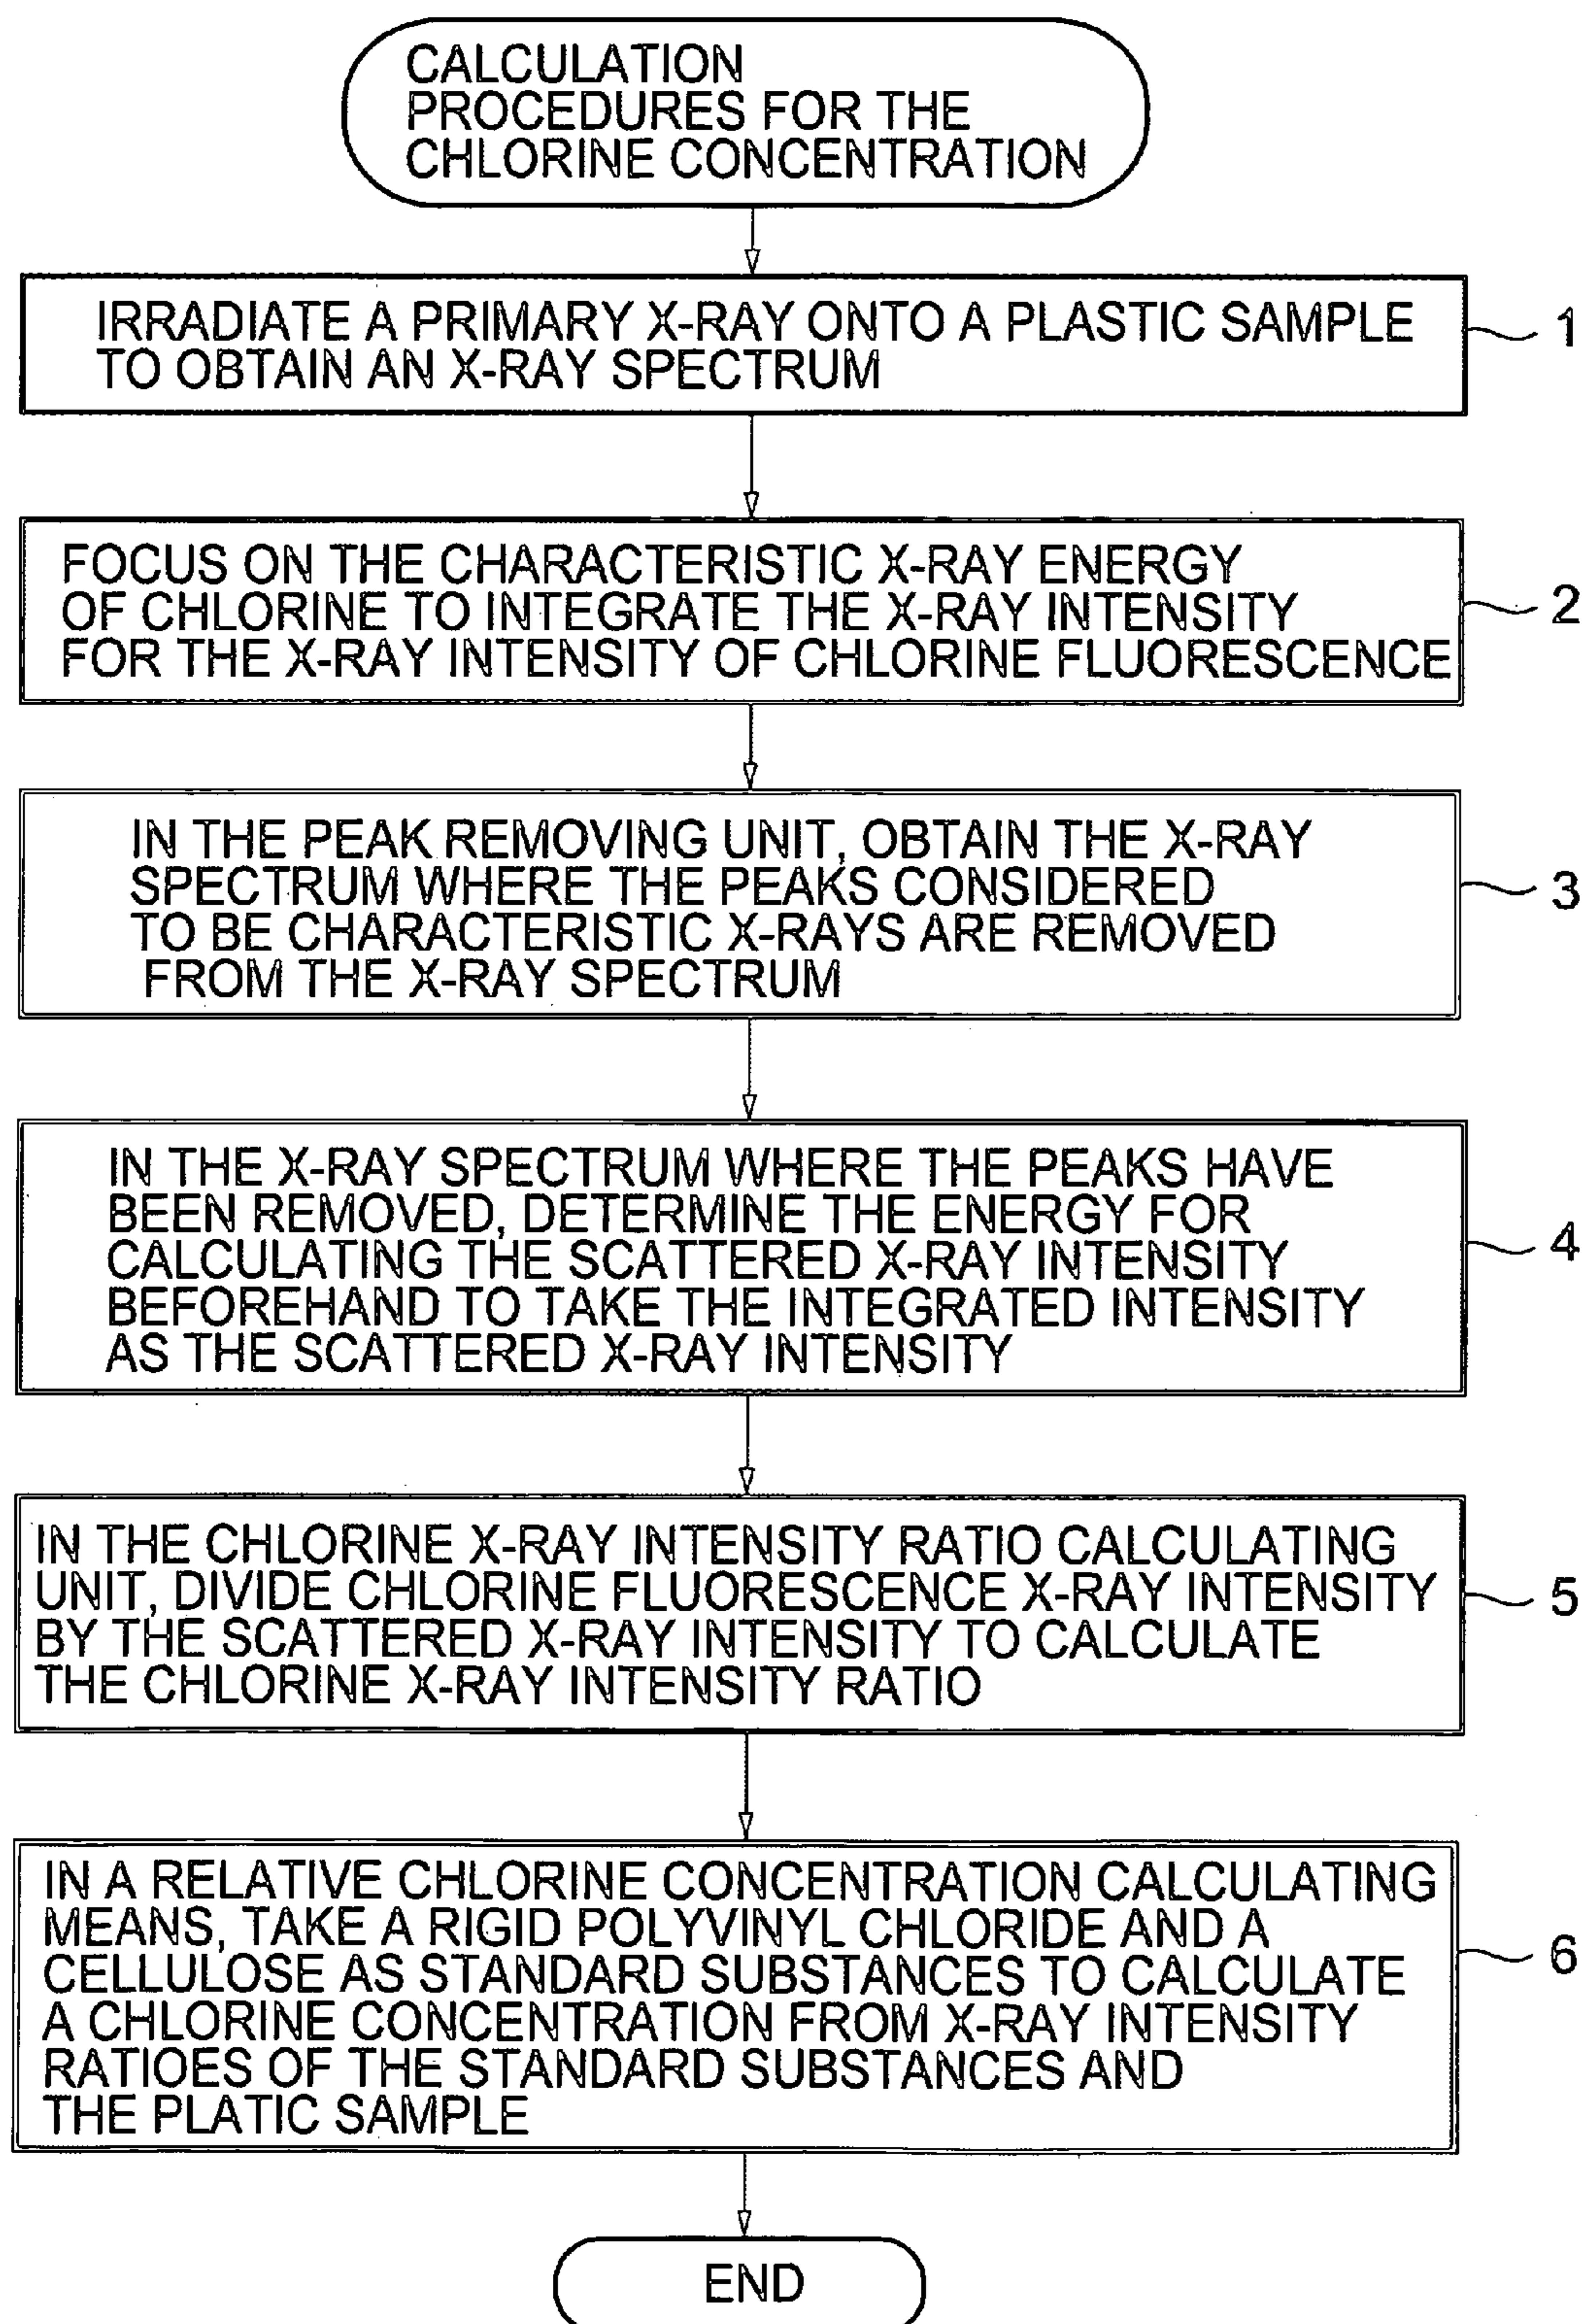 CALCULATION
PROCEDURES FOR THE
CHLORINE CONCENTRATION
IRRADIATE A PRIMARY X-RAY ONTO A PLASTIC SAMPLE
TO OBTAIN AN X-RAY SPECTRUM
1
FOCUS ON THE CHARACTERISTIC X-RAY ENERGY
OF CHLORINE TO INTEGRATE THE X-RAY INTENSITY
FOR THE X-RAY INTENSITY OF CHLORINE FLUORESCENCE
2
IN THE PEAK REMOVING UNIT, OBTAIN THE X-RAY
SPECTRUM WHERE THE PEAKS CONSIDERED
TO BE CHARACTERISTIC X-RAYS ARE REMOVED
FROM THE X-RAY SPECTRUM
3
IN THE X-RAY SPECTRUM WHERE THE PEAKS HAVE
BEEN REMOVED, DETERMINE THE ENERGY FOR
CALCULATING THE SCATTERED X-RAY INTENSITY
BEFOREHAND TO TAKE THE INTEGRATED INTENSITY
AS THE SCATTERED X-RAY INTENSITY
4
IN THE CHLORINE X-RAY INTENSITY RATIO CALCULATING
UNIT, DIVIDE CHLORINE FLUORESCENCE X-RAY INTENSITY
BY THE SCATTERED X-RAY INTENSITY TO CALCULATE
THE CHLORINE X-RAY INTENSITY RATIO
5
IN A RELATIVE CHLORINE CONCENTRATION CALCULATING
MEANS, TAKE A RIGID POLYVINYL CHLORIDE AND A
CELLULOSE AS STANDARD SUBSTANCES TO CALCULATE
A CHLORINE CONCENTRATION FROM X-RAY INTENSITY
RATIOES OF THE STANDARD SUBSTANCES AND
THE PLATIC SAMPLE
6
END